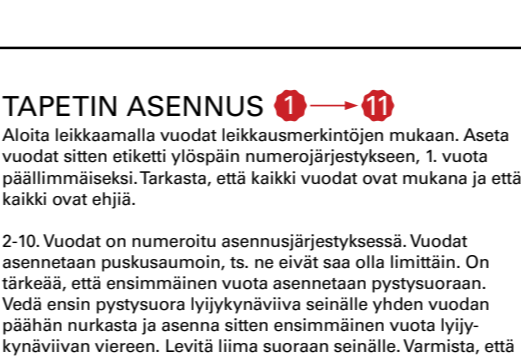 TAPETIN ASENNUS 1 → 11
Aloita leikkaamalla vuodat leikkausmerkintöjen mukaan. Aseta
vuodat sitten etiketti ylöspäin numerojärjestykseen, 1. vuota
päällimmäiseksi. Tarkasta, että kaikki vuodat ovat mukana ja että
kaikki ovat ehjiä.
2-10. Vuodat on numeroitu asennusjärjestyksessä. Vuodat
asennetaan puskusaumoin, ts. ne eivät saa olla limittäin. On
tärkeää, että ensimmäinen vuota asennetaan pystysuoraan.
Vedä ensin pystysuora lyijykynäviiva seinälle yhden vuodan
päähän nurkasta ja asenna sitten ensimmäinen vuota lyijy-
kynäviivan viereen. Levitä liima suoraan seinälle. Varmista, että